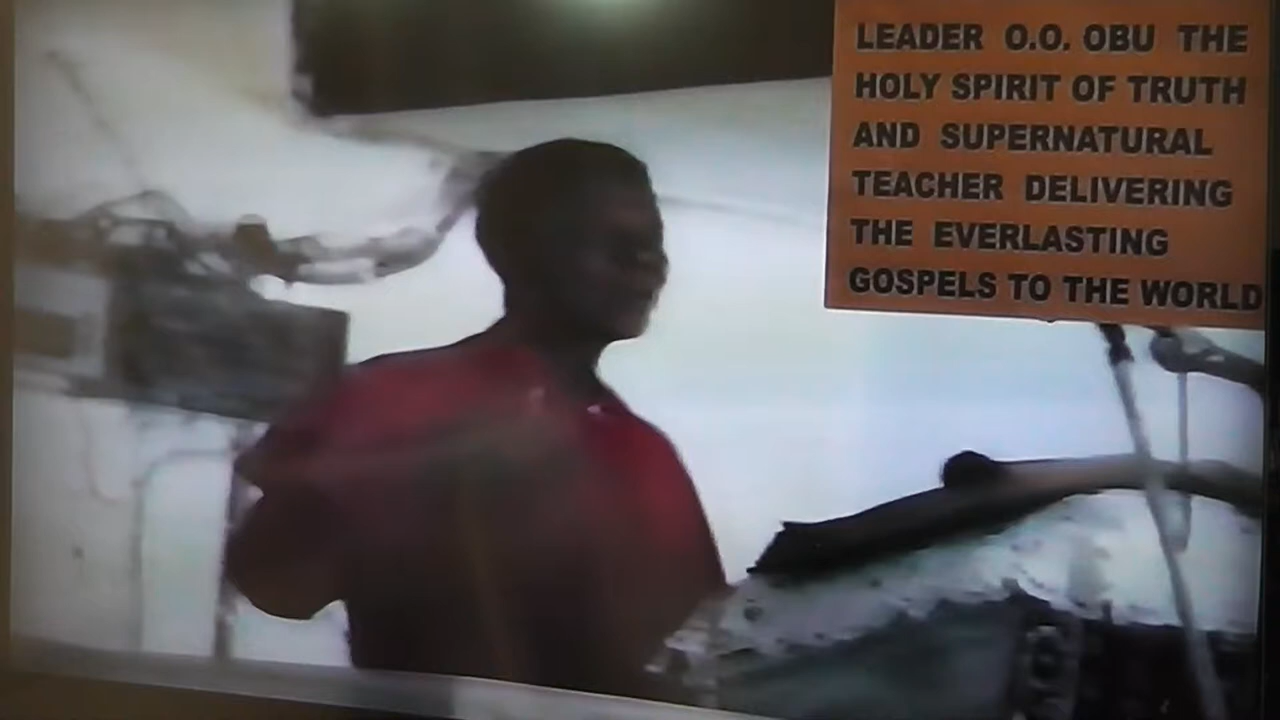 LEADER O.O. OBU THE
HOLY SPIRIT OF TRUTH
AND SUPERNATURAL
TEACHER DELIVERING
THE EVERLASTING
GOSPELS TO THE WORLD